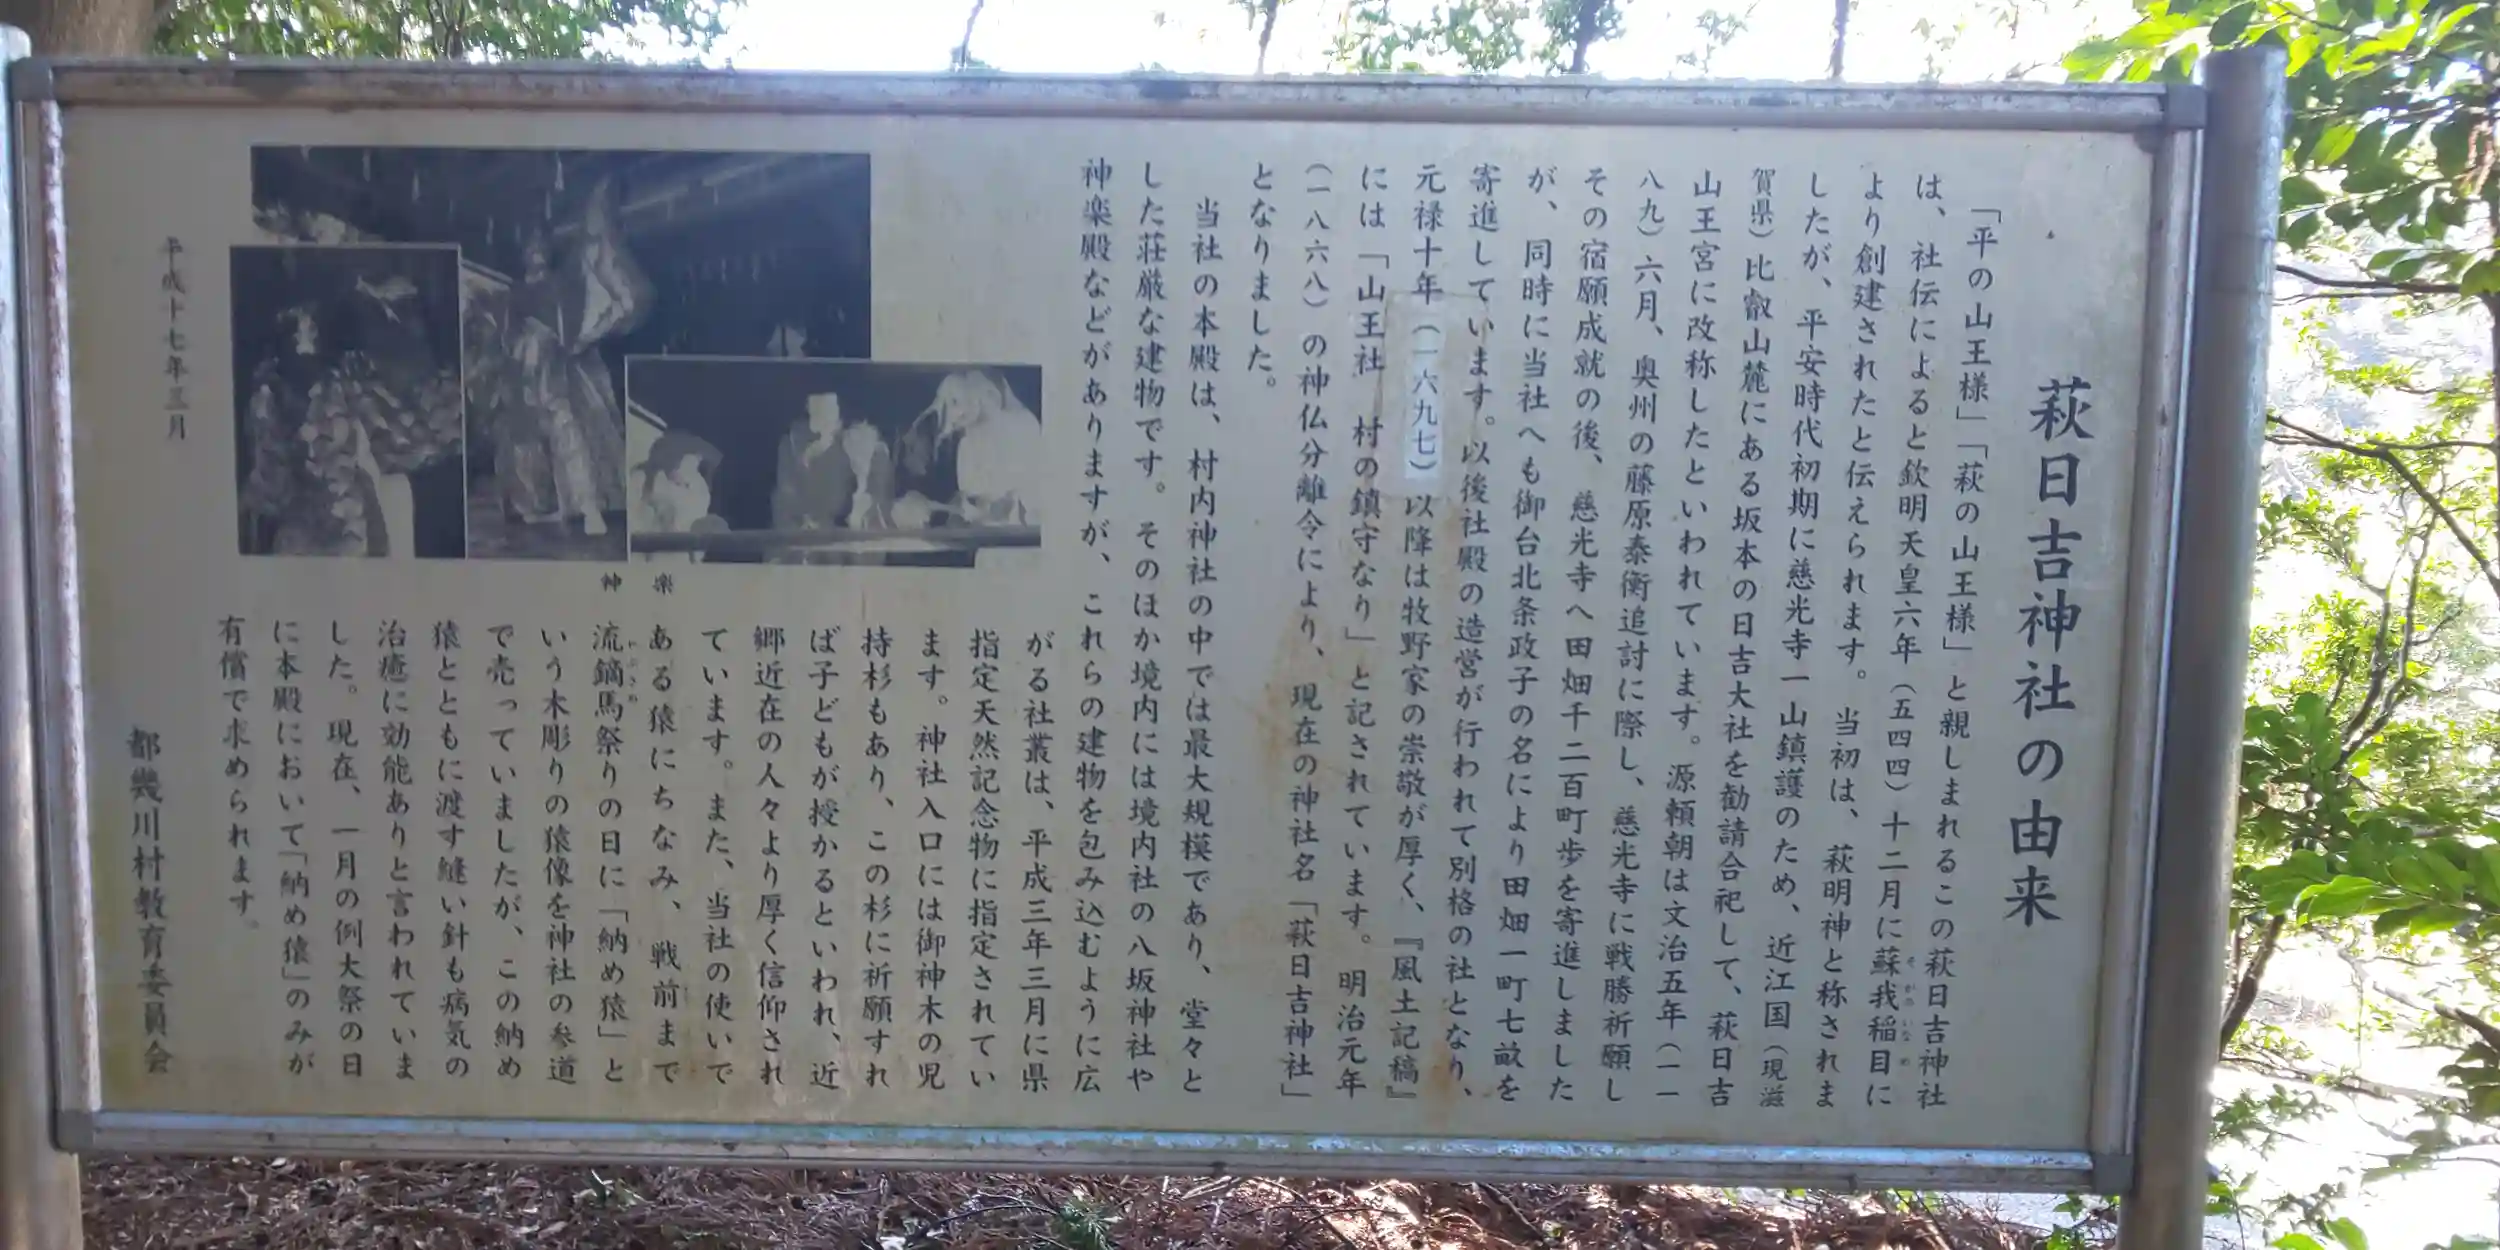 萩日吉神社の由来
「平の山王様」「萩の山王様」と親しまれるこの萩日吉神社
は、社伝によると欽明天皇六年（五四四）十二月に蘇我稲目に
より創建されたと伝えられます。当初は、萩明神と称されま
したが、平安時代初期に慈光寺一山鎮護のため、近江国（現滋
賀県）比叡山麓にある坂本の日吉大社を勧請合祀して、萩日吉
山王宮に改称したといわれています。源頼朝は文治五年（一一
八九）六月、奥州の藤原泰衡追討に際し、慈光寺に戦勝祈願し
その宿願成就の後、慈光寺へ田畑千二百町歩を寄進しました
が、同時に当社へも御台北条政子の名により田畑一町七畝を
寄進しています。以後社殿の造営が行われて別格の社となり、
元禄十年（一六九七）以降は牧野家の崇敬が厚く、『風土記稿』
には「山王社　村の鎮守なり」と記されています。明治元年
（一八六八）の神仏分離令により、現在の神社名「萩日吉神社」
となりました。
当社の本殿は、村内神社の中では最大規模であり、堂々と
した荘厳な建物です。そのほか境内には境内社の八坂神社や
神楽殿などがありますが、これらの建物を包み込むように広
がる社叢は、平成三年三月に県
指定天然記念物に指定されてい
ます。神社入口には御神木の児
持杉もあり、この杉に祈願すれ
ば子どもが授かるといわれ、近
郷近在の人々より厚く信仰され
ています。また、当社の使いで
ある猿にちなみ、戦前まで
流鏑馬祭りの日に「納め猿」と
いう木彫りの猿像を神社の参道
で売っていましたが、この納め
猿とともに渡す縫い針も病気の
治癒に効能ありと言われていま
した。現在、一月の例大祭の日
に本殿において「納め猿」のみが
有償で求められます。
神　楽
平成十七年三月
都幾川村教育委員会